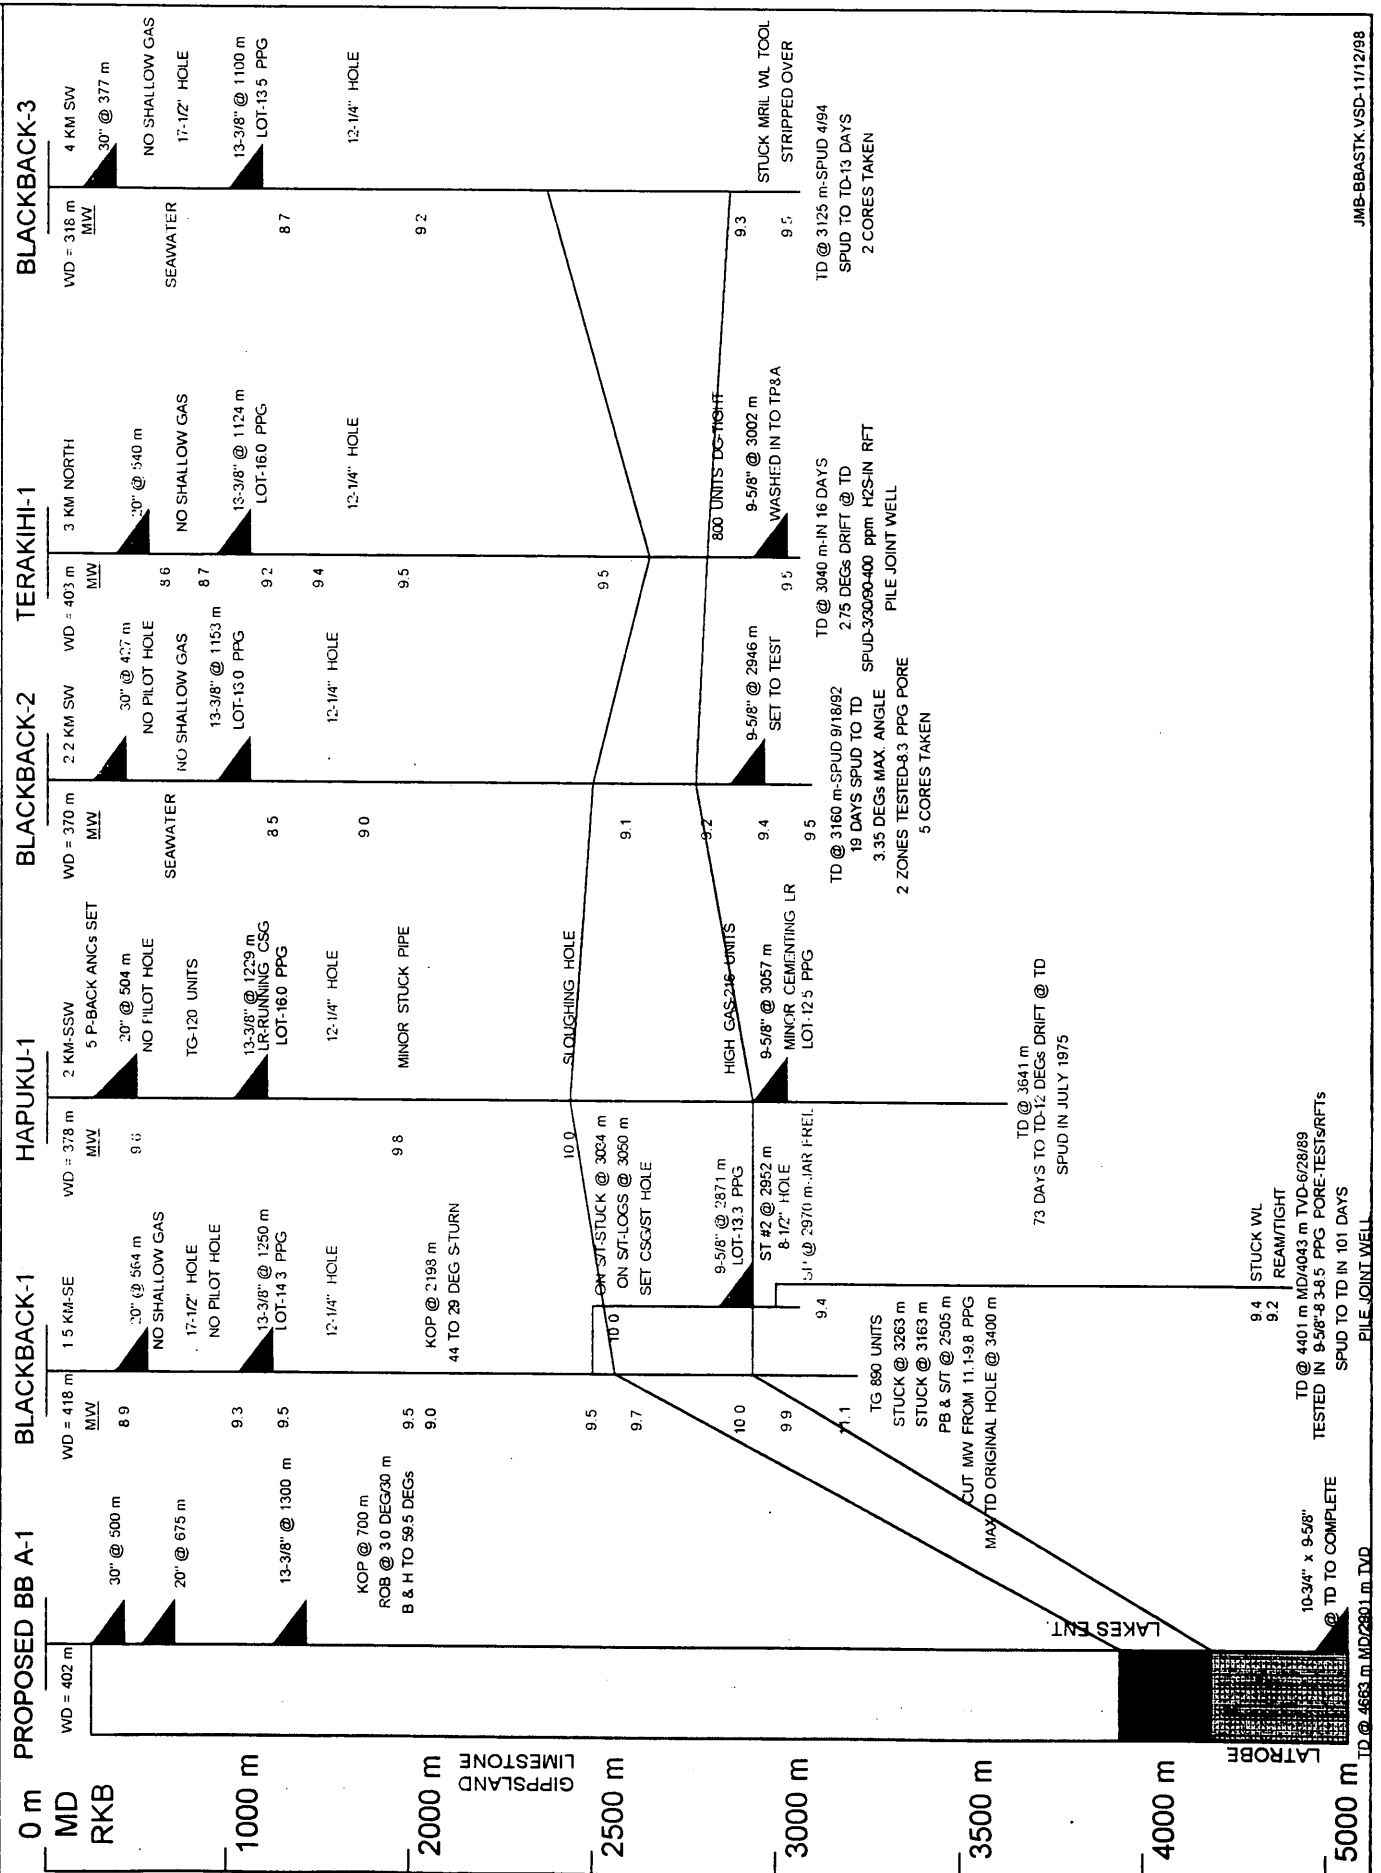 0 m
MD
RKB
1000 m
2000 m
2500 m
3000 m
3500 m
4000 m
5000 m
GIPPSLAND
LIMESTONE
LATROBE
LAKES ENT.
PROPOSED BB A-1
WD = 402 m
30" @ 500 m
20" @ 675 m
13-3/8" @ 1300 m
KOP @ 700 m
ROB @ 3.0 DEG/30 m
B & H TO 59.5 DEGs
10-3/4" x 9-5/8"
@ TD TO COMPLETE
TD @ 4663 m MD/2901 m TVD
BLACKBACK-1
WD = 418 m
1.5 KM-SE
MW
8.9
9.3
9.5
9.5
9.0
9.5
9.7
10.0
9.9
11.1
20" @ 564 m
NO SHALLOW GAS
17-1/2" HOLE
NO PILOT HOLE
13-3/8" @ 1250 m
LOT-14.3 PPG
12-1/4" HOLE
KOP @ 2198 m
44 TO 29 DEG S-TURN
ON S/T-STUCK @ 3034 m
ON S/T-LOGS @ 3050 m
SET CSG/ST HOLE
10.0
9-5/8" @ 2871 m
LOT-13.3 PPG
ST #2 @ 2952 m
8-1/2" HOLE
@ 2970 m-JAR FREE
9.4
TG 890 UNITS
STUCK @ 3263 m
STUCK @ 3163 m
PB & S/T @ 2505 m
CUT MW FROM 11.1-9.8 PPG
MAX TD ORIGINAL HOLE @ 3400 m
9.4 STUCK WL
9.2 REAM/TIGHT
TD @ 4401 m MD/4043 m TVD-6/28/89
TESTED IN 9-5/8"-8.3-8.5 PPG PORE-TESTS/RFTs
SPUD TO TD IN 101 DAYS
PILE JOINT WELL
HAPUKU-1
WD = 378 m
2 KM-SSW
MW
5 P-BACK ANCs SET
20" @ 504 m
NO PILOT HOLE
9.6
TG-120 UNITS
13-3/8" @ 1229 m
LR-RUNNING CSG
LOT-16.0 PPG
12-1/4" HOLE
9.8
MINOR STUCK PIPE
10.0
SLOUGHING HOLE
HIGH GAS-216 UNITS
9-5/8" @ 3057 m
MINOR CEMENTING LR
LOT-12.5 PPG
TD @ 3641 m
73 DAYS TO TD-12 DEGs DRIFT @ TD
SPUD IN JULY 1975
BLACKBACK-2
WD = 370 m
2.2 KM SW
MW
30" @ 427 m
NO PILOT HOLE
SEAWATER
NO SHALLOW GAS
13-3/8" @ 1153 m
LOT-13.0 PPG
8.5
12-1/4" HOLE
9.0
9.1
9.2
9.4
9.5
9-5/8" @ 2946 m
SET TO TEST
TD @ 3160 m-SPUD 9/18/92
19 DAYS SPUD TO TD
3.35 DEGs MAX. ANGLE
2 ZONES TESTED-8.3 PPG PORE
5 CORES TAKEN
TERAKIHI-1
WD = 403 m
3 KM NORTH
MW
20" @ 540 m
8.6
NO SHALLOW GAS
8.7
13-3/8" @ 1124 m
LOT-16.0 PPG
9.2
9.4
12-1/4" HOLE
9.5
9.5
800 UNITS DG-TIGHT
9-5/8" @ 3002 m
WASHED IN TO TP&A
9.5
TD @ 3040 m-IN 16 DAYS
2.75 DEGs DRIFT @ TD
SPUD-3/30/90-400 ppm H2S-IN RFT
PILE JOINT WELL
BLACKBACK-3
WD = 318 m
4 KM SW
MW
30" @ 377 m
NO SHALLOW GAS
SEAWATER
17-1/2" HOLE
13-3/8" @ 1100 m
LOT-13.5 PPG
8.7
12-1/4" HOLE
9.2
9.3
9.5
STUCK MRIL WL TOOL
STRIPPED OVER
TD @ 3125 m-SPUD 4/94
SPUD TO TD-13 DAYS
2 CORES TAKEN
JMB-BBASTK.VSD-11/12/98